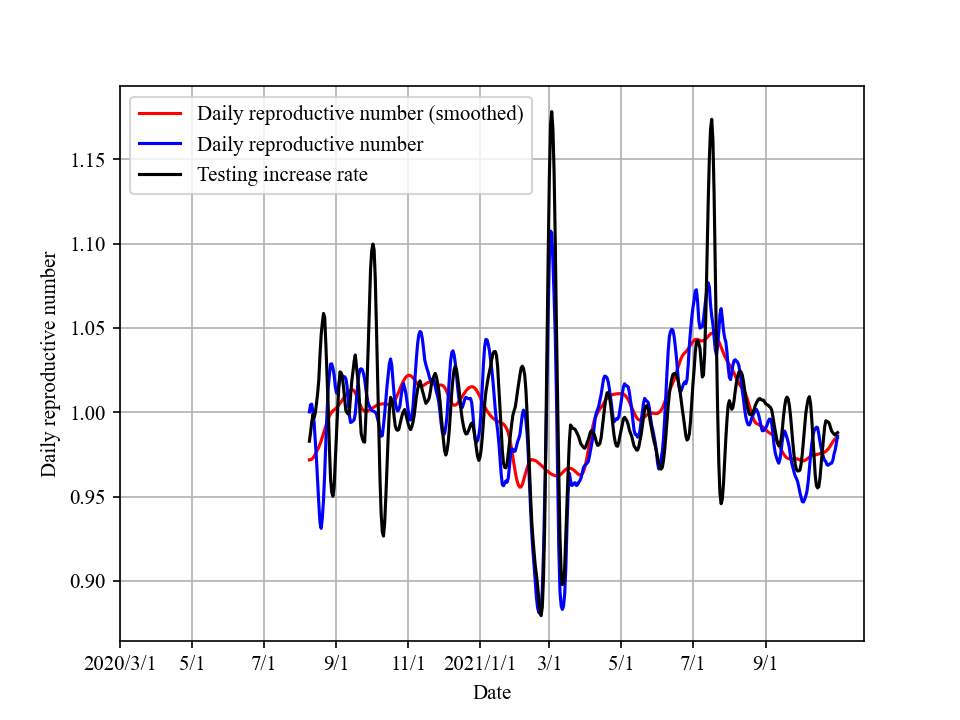 Daily reproductive number (smoothed)
Daily reproductive number
Testing increase rate
Daily reproductive number
1.15
1.10
1.05
1.00
0.95
0.90
2020/3/1 5/1 7/1 9/1 11/1 2021/1/1 3/1 5/1 7/1 9/1
Date